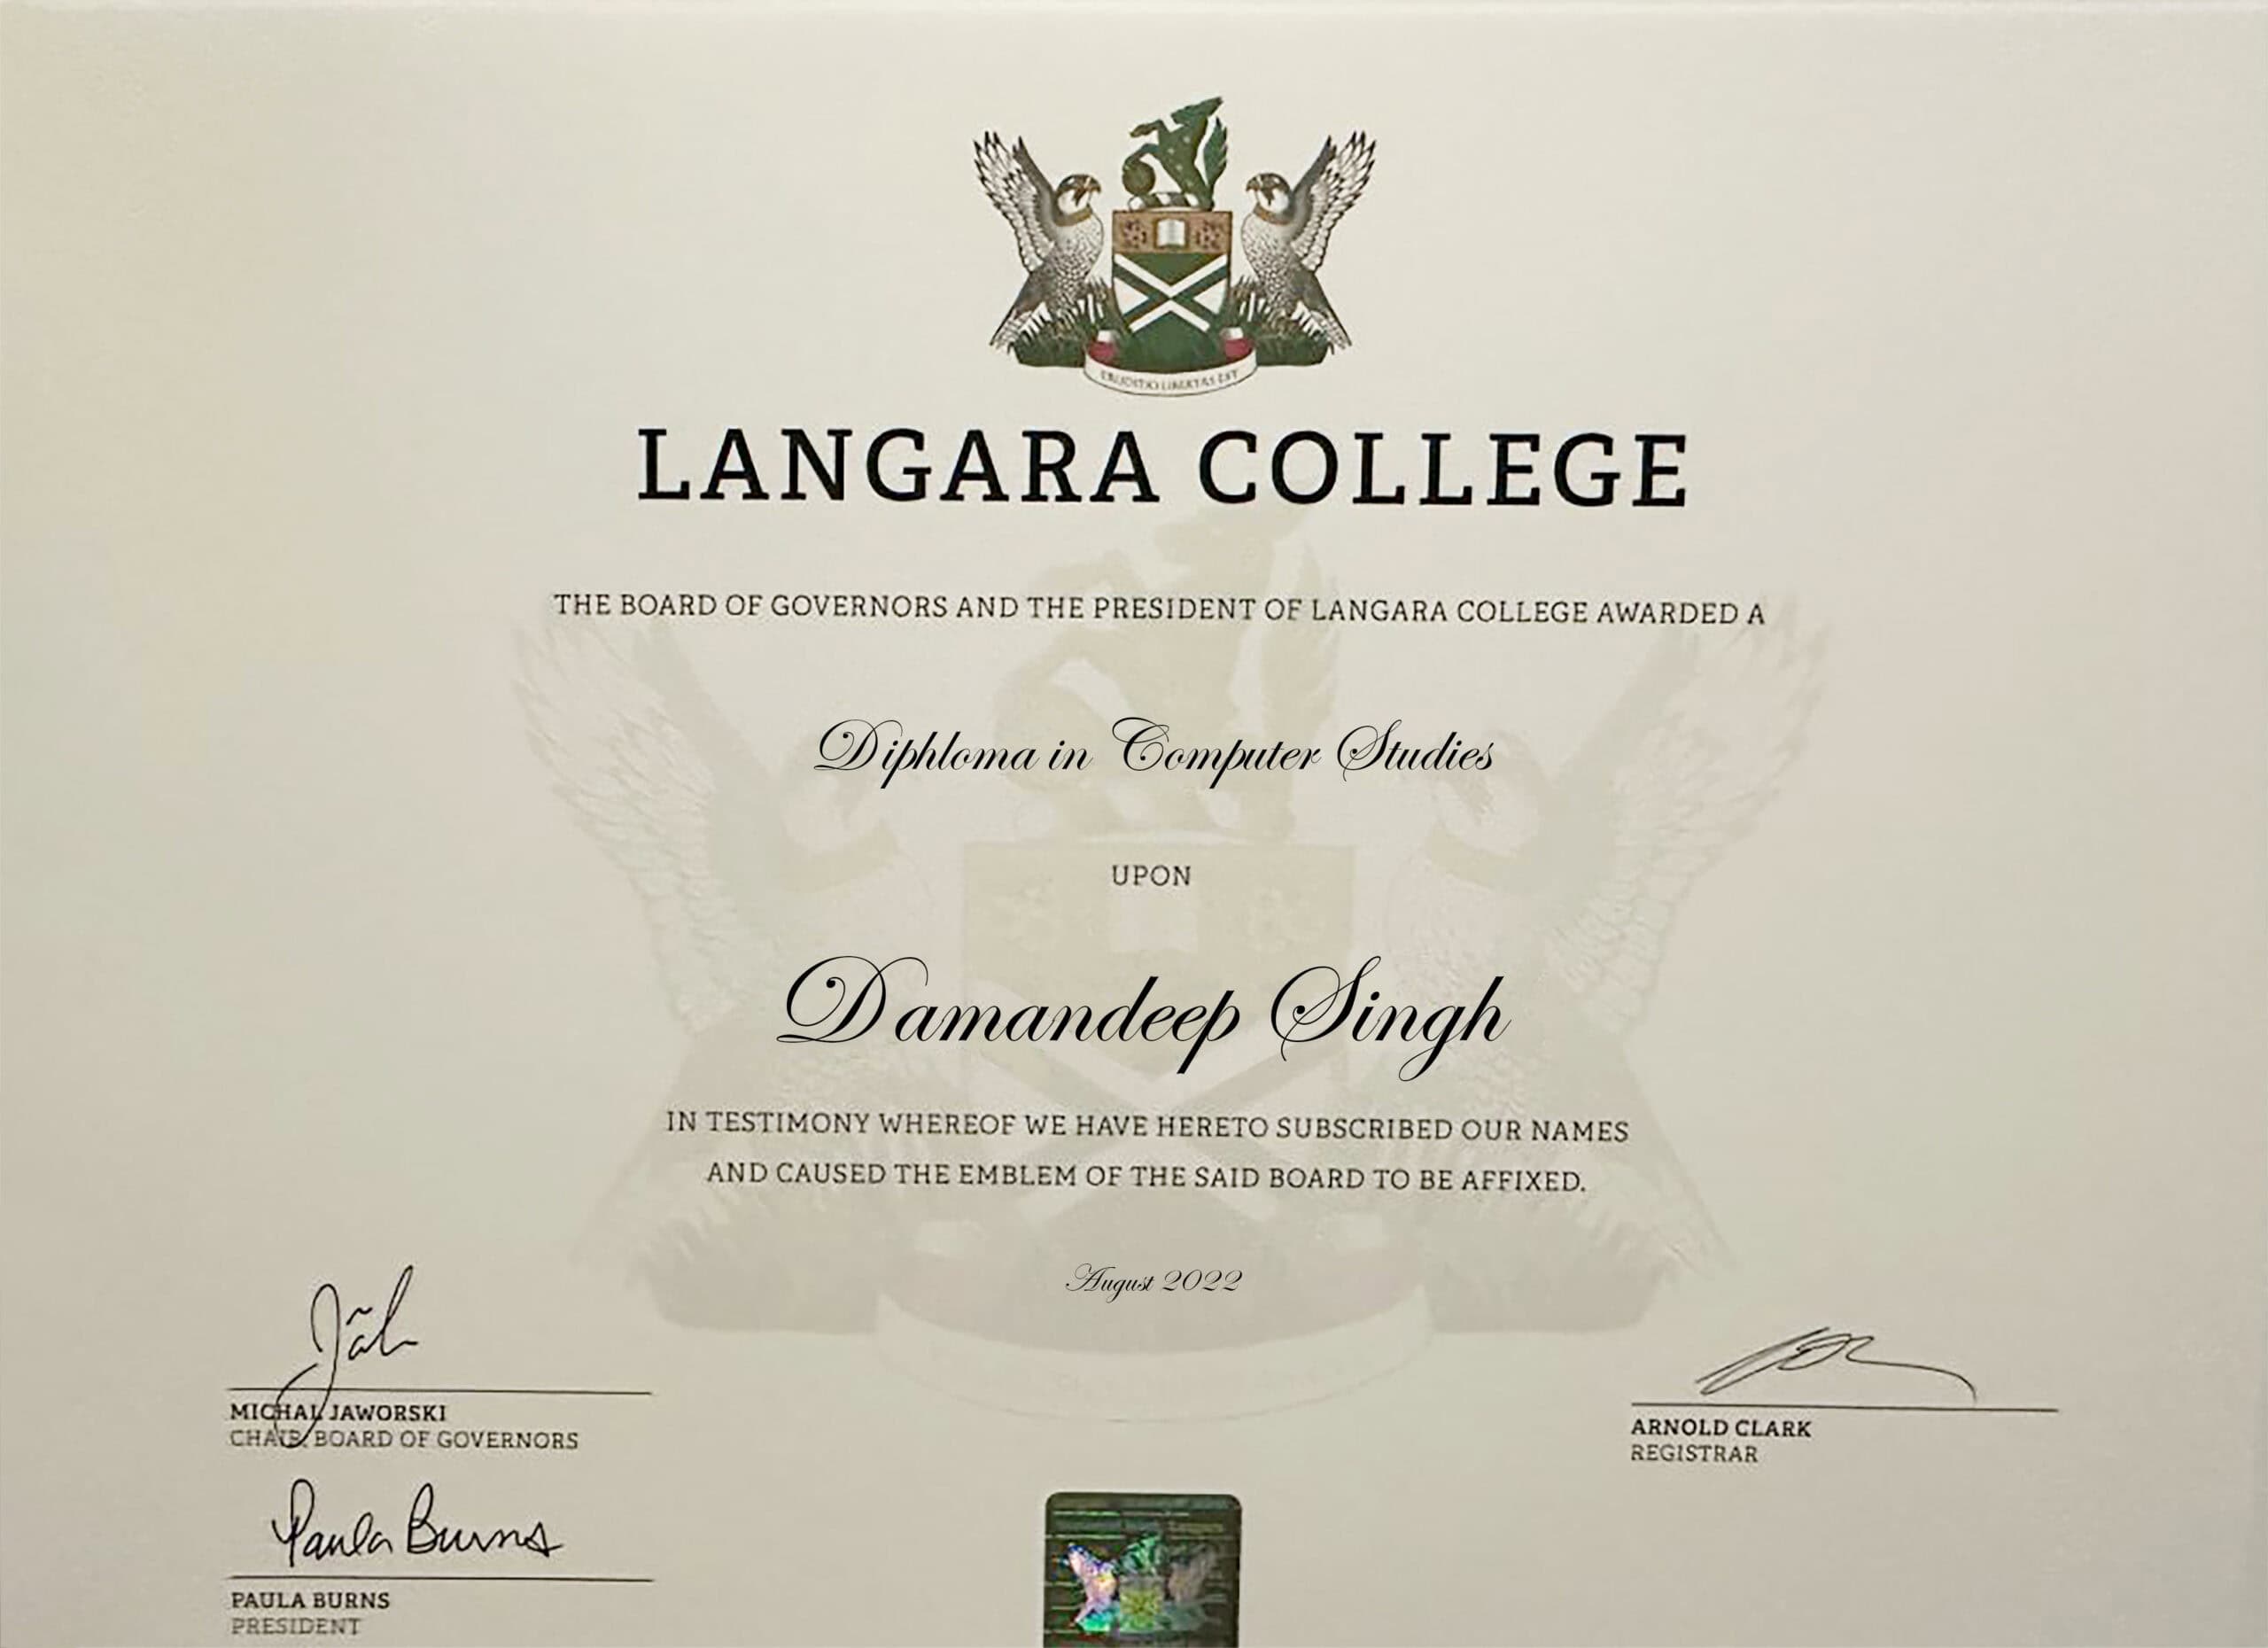 LANGARA COLLEGE
THE BOARD OF GOVERNORS AND THE PRESIDENT OF LANGARA COLLEGE AWARDED A
Diphloma in Computer Studies
UPON
Damandeep Singh
IN TESTIMONY WHEREOF WE HAVE HERETO SUBSCRIBED OUR NAMES
AND CAUSED THE EMBLEM OF THE SAID BOARD TO BE AFFIXED.
August 2022
MICHAL JAWORSKI
CHAIR, BOARD OF GOVERNORS
Paula Burns
PAULA BURNS
PRESIDENT
ARNOLD CLARK
REGISTRAR